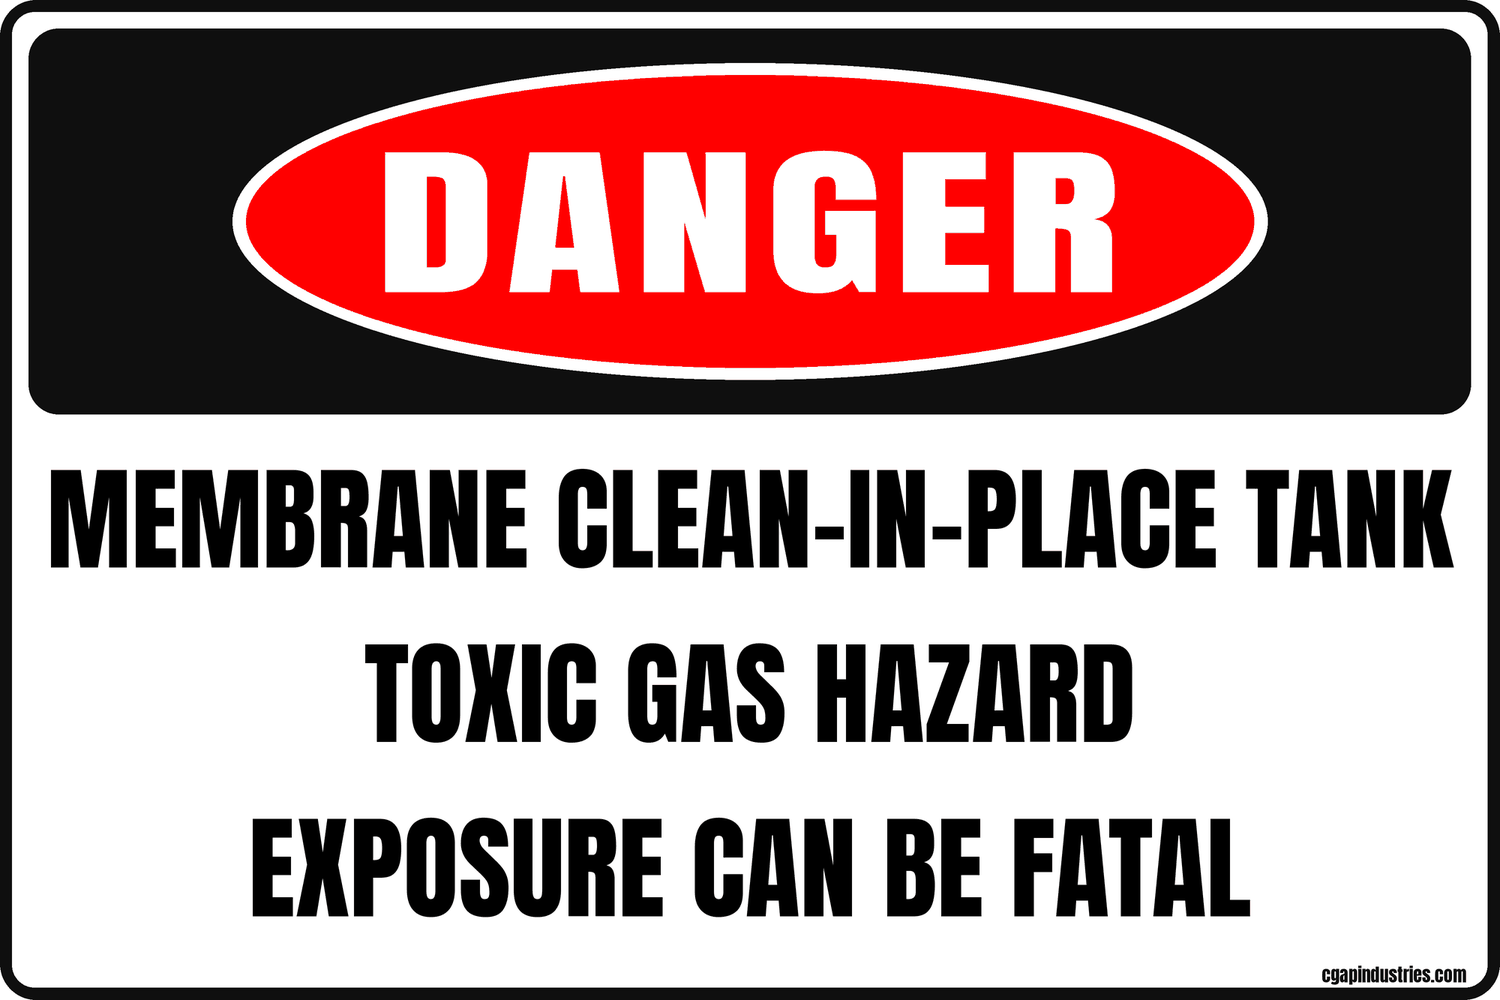 DANGER
MEMBRANE CLEAN-IN-PLACE TANK
TOXIC GAS HAZARD
EXPOSURE CAN BE FATAL
cgapindustries.com